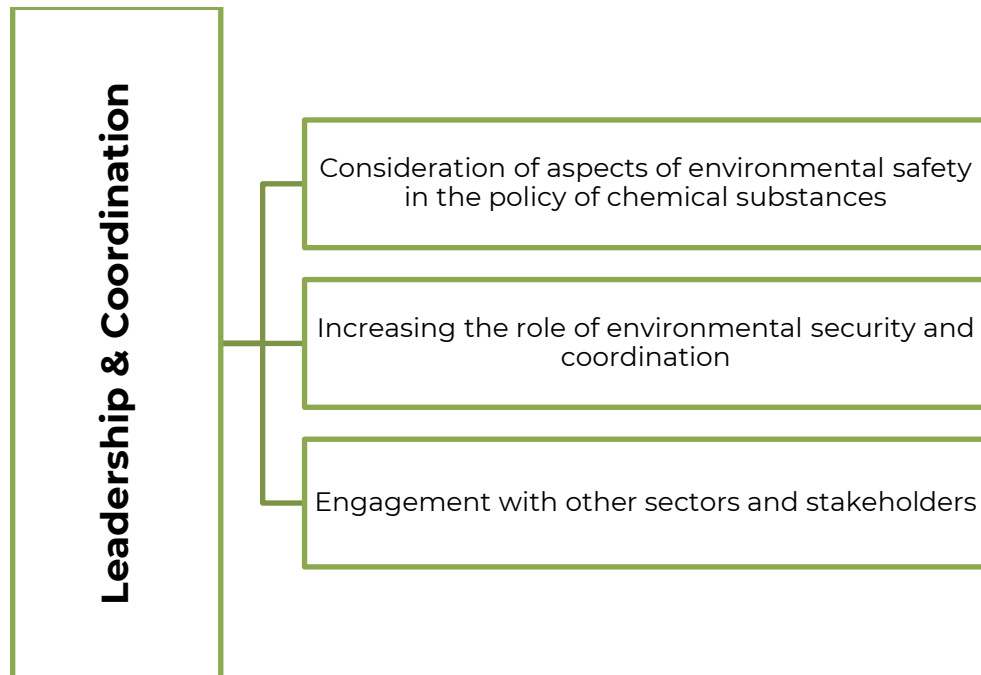 Leadership & Coordination
Consideration of aspects of environmental safety
in the policy of chemical substances
Increasing the role of environmental security and
coordination
Engagement with other sectors and stakeholders